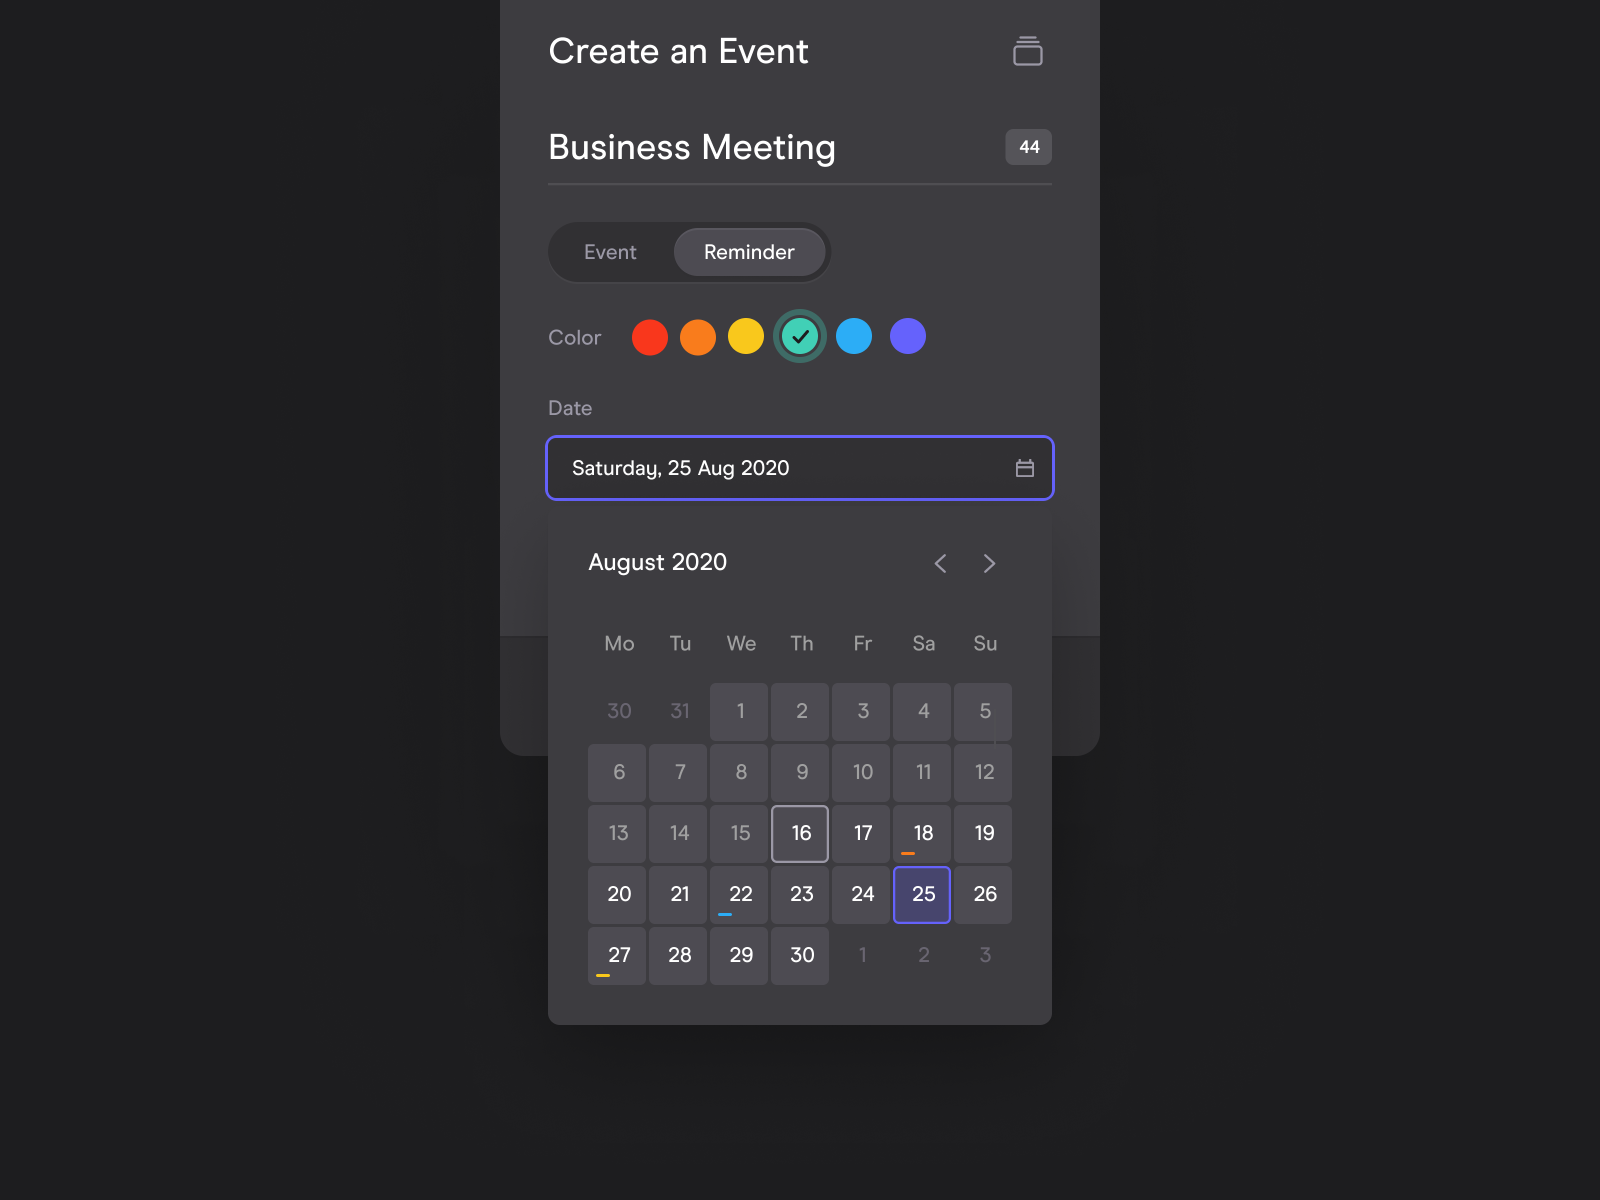 Create an Event
Business Meeting 44
Event Reminder
Color
Date
Saturday, 25 Aug 2020
August 2020
Mo Tu We Th Fr Sa Su
30 31 1 2 3 4 5
6 7 8 9 10 11 12
13 14 15 16 17 18 19
20 21 22 23 24 25 26
27 28 29 30 1 2 3